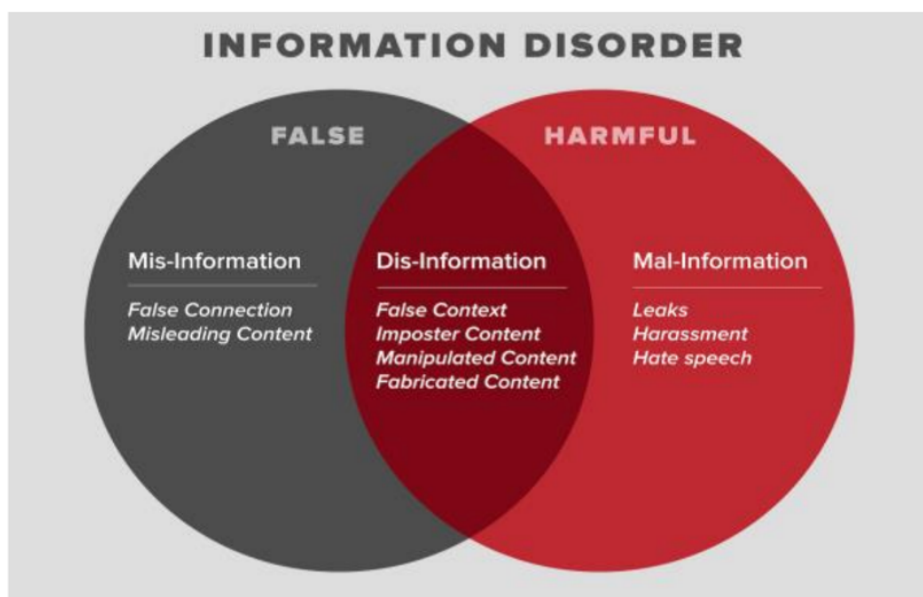 INFORMATION DISORDER
FALSE
HARMFUL
Mis-Information
False Connection
Misleading Content
Dis-Information
False Context
Imposter Content
Manipulated Content
Fabricated Content
Mal-Information
Leaks
Harassment
Hate speech